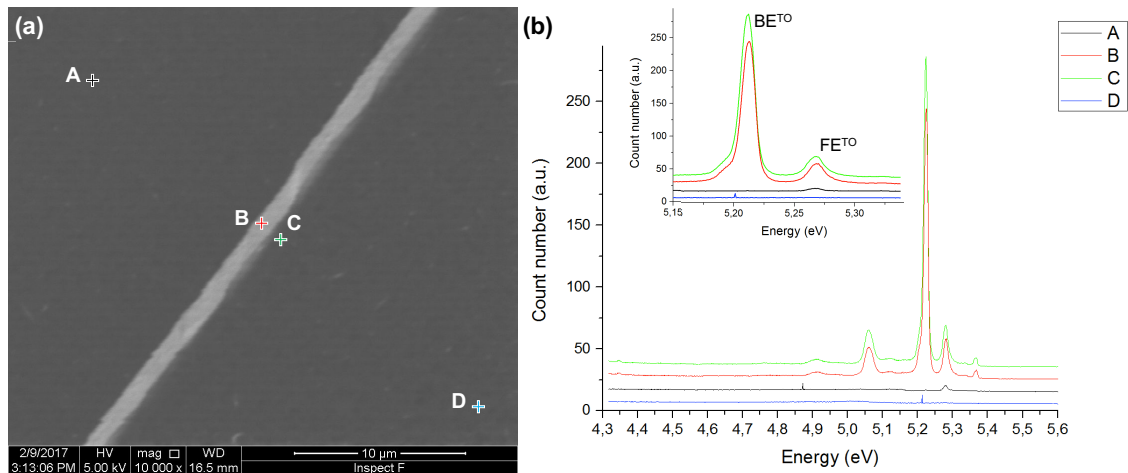 (a)
A
B
C
D
2/9/2017
3:13:06 PM
HV
5.00 kV
mag
10 000 x
WD
16.5 mm
10 µm
Inspect F
(b)
A
B
C
D
Count number (a.u.)
250
200
150
100
50
0
4,3 4,4 4,5 4,6 4,7 4,8 4,9 5,0 5,1 5,2 5,3 5,4 5,5 5,6
Energy (eV)
BE^TO
FE^TO
Count number (a.u.)
250
200
150
100
50
0
5,15 5,20 5,25 5,30
Energy (eV)